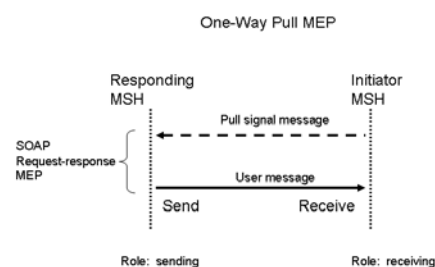 One-Way Pull MEP
Responding
MSH
Initiator
MSH
Pull signal message
SOAP
Request-response
MEP
User message
Send
Receive
Role: sending
Role: receiving